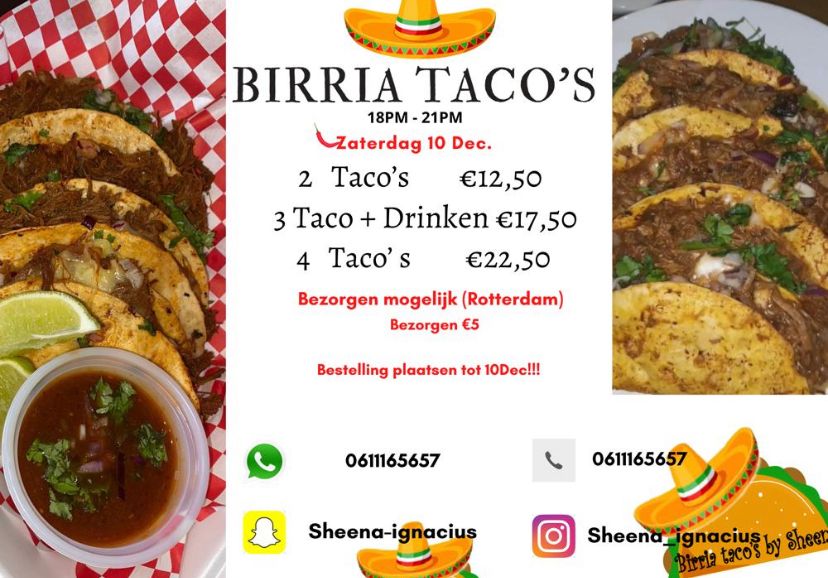 BIRRIA TACO'S
18PM - 21PM
Zaterdag 10 Dec.
2 Taco's €12,50
3 Taco + Drinken €17,50
4 Taco' s €22,50
Bezorgen mogelijk (Rotterdam)
Bezorgen €5
Bestelling plaatsen tot 10Dec!!!
0611165657
0611165657
Sheena-ignacius
Sheena_ignacius
Birria taco's by Sheen